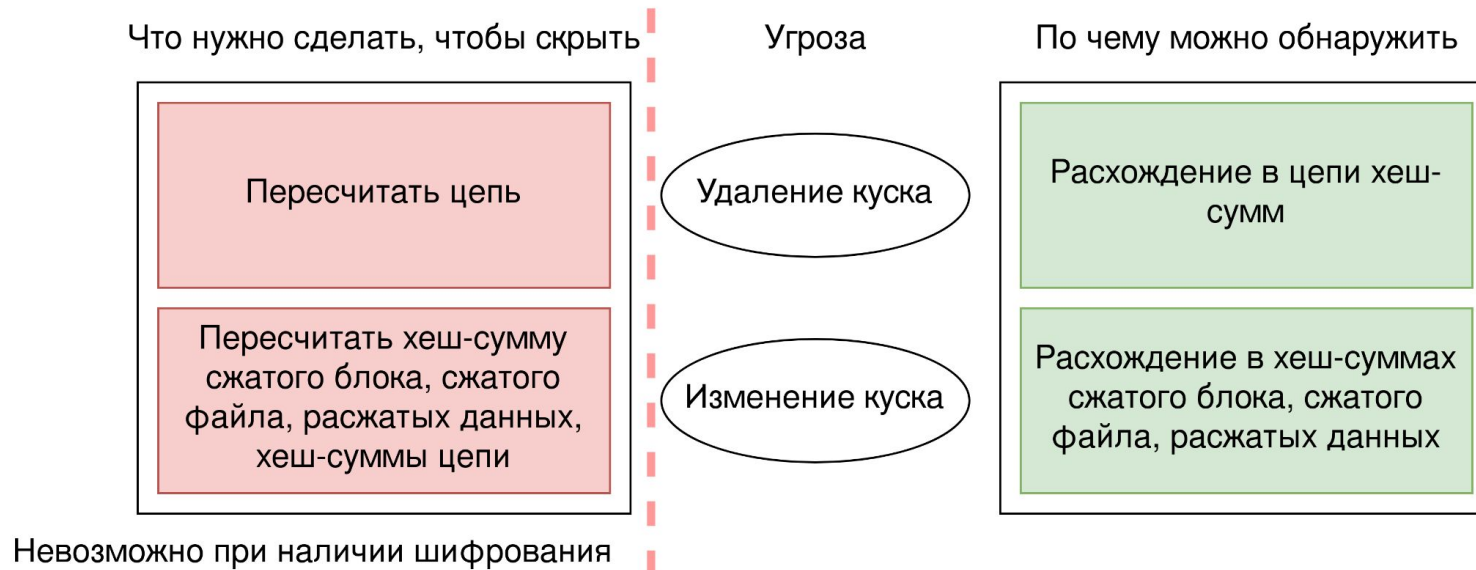 Что нужно сделать, чтобы скрыть
Угроза
По чему можно обнаружить
Пересчитать цепь
Удаление куска
Расхождение в цепи хеш-
сумм
Пересчитать хеш-сумму
сжатого блока, сжатого
файла, расжатых данных,
хеш-суммы цепи
Изменение куска
Расхождение в хеш-суммах
сжатого блока, сжатого
файла, расжатых данных
Невозможно при наличии шифрования